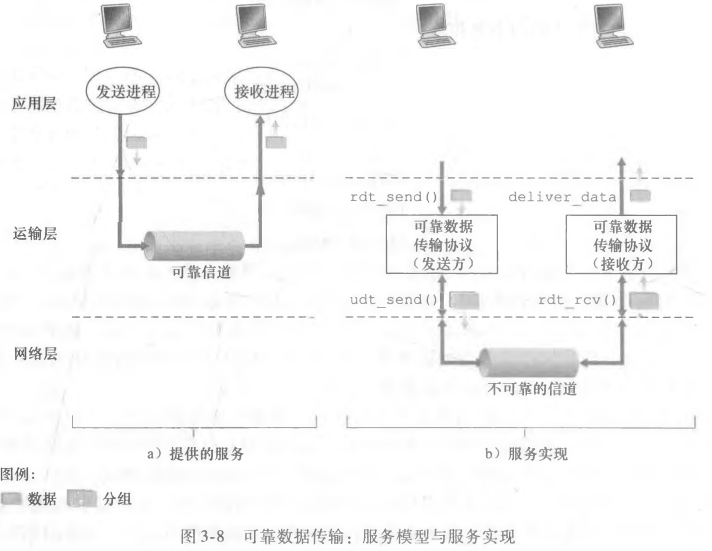 应用层
发送进程
接收进程
运输层
可靠信道
rdt_send()
deliver_data
可靠数据
传输协议
(发送方)
可靠数据
传输协议
(接收方)
udt_send()
rdt_rcv()
网络层
不可靠的信道
a)提供的服务
b)服务实现
图例:
数据
分组
图3-8 可靠数据传输:服务模型与服务实现